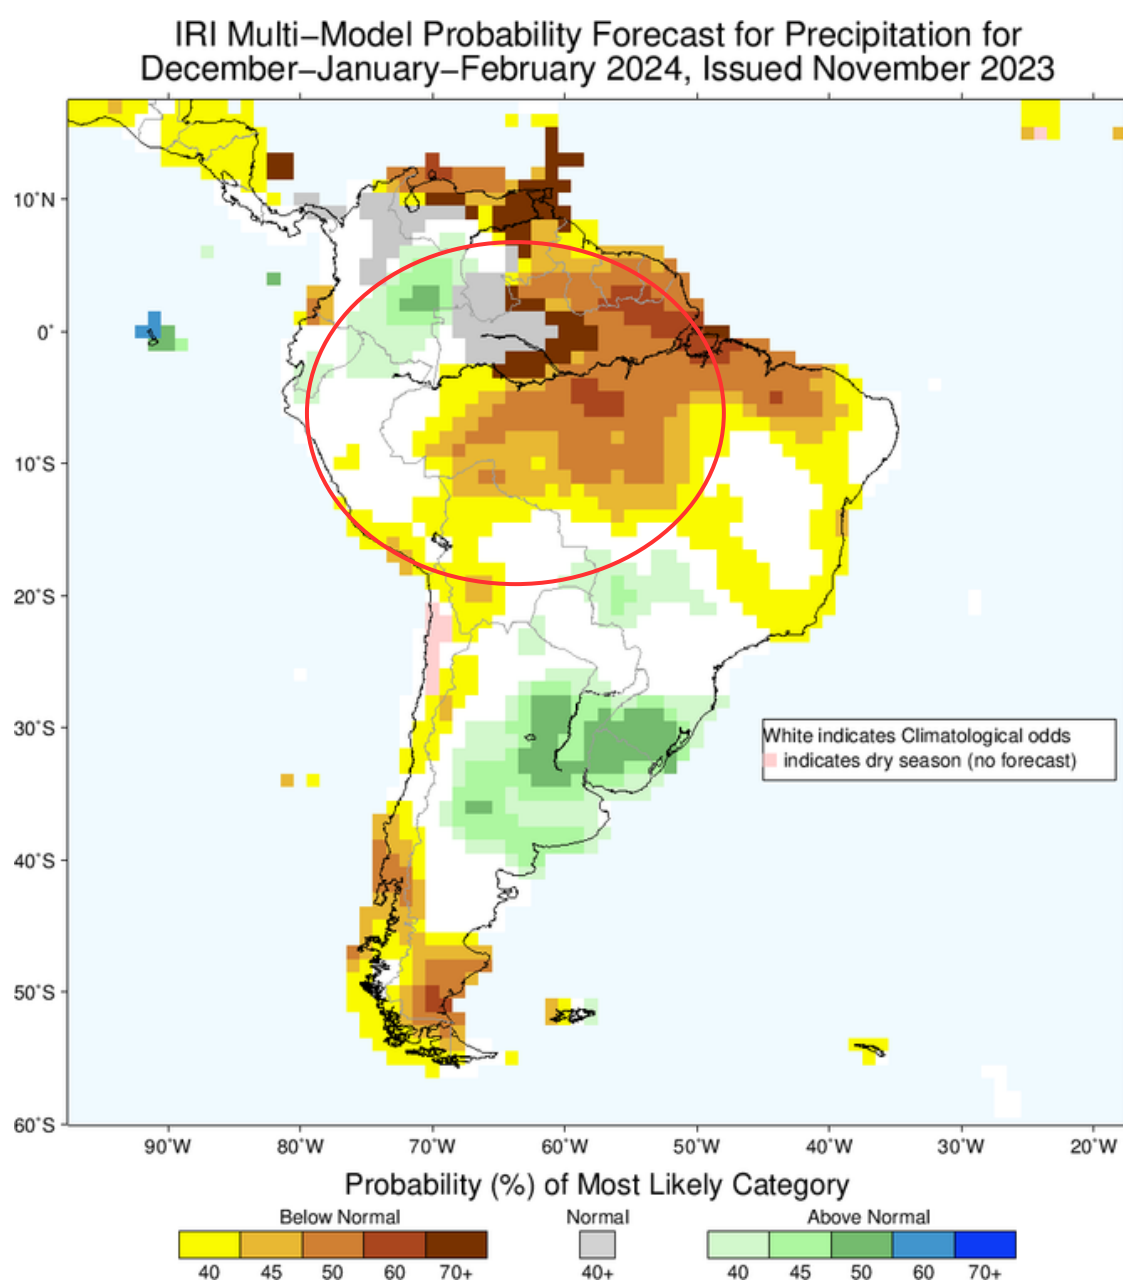 IRI Multi–Model Probability Forecast for Precipitation for
December–January–February 2024, Issued November 2023
10˚N
0˚
10˚S
20˚S
30˚S
40˚S
50˚S
60˚S
White indicates Climatological odds
indicates dry season (no forecast)
90˚W 80˚W 70˚W 60˚W 50˚W 40˚W 30˚W 20˚W
Probability (%) of Most Likely Category
Below Normal Normal Above Normal
40 45 50 60 70+ 40+ 40 45 50 60 70+